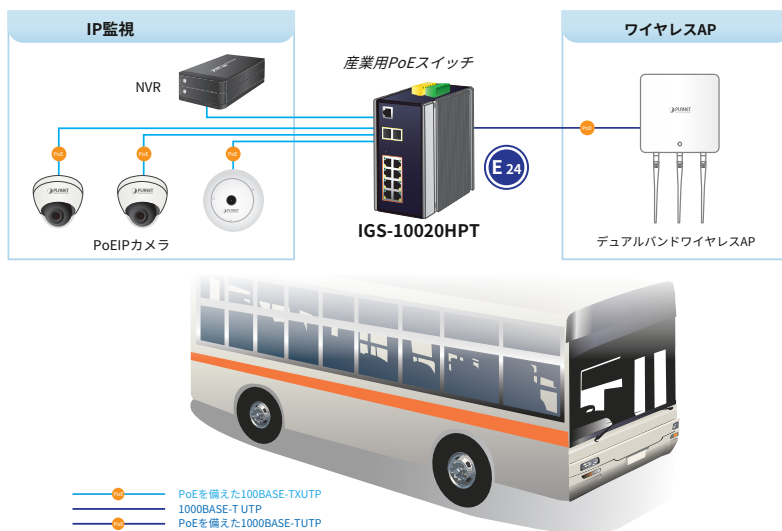 IP監視
ワイヤレスAP
産業用PoEスイッチ
NVR
PLANET
PoE
PoE
PoE
PoE
E 24
PLANET
PLANET
PLANET
IGS-10020HPT
PoEIPカメラ
デュアルバンドワイヤレスAP
PoE
PoEを備えた100BASE-TXUTP
1000BASE-T UTP
PoE
PoEを備えた1000BASE-TUTP